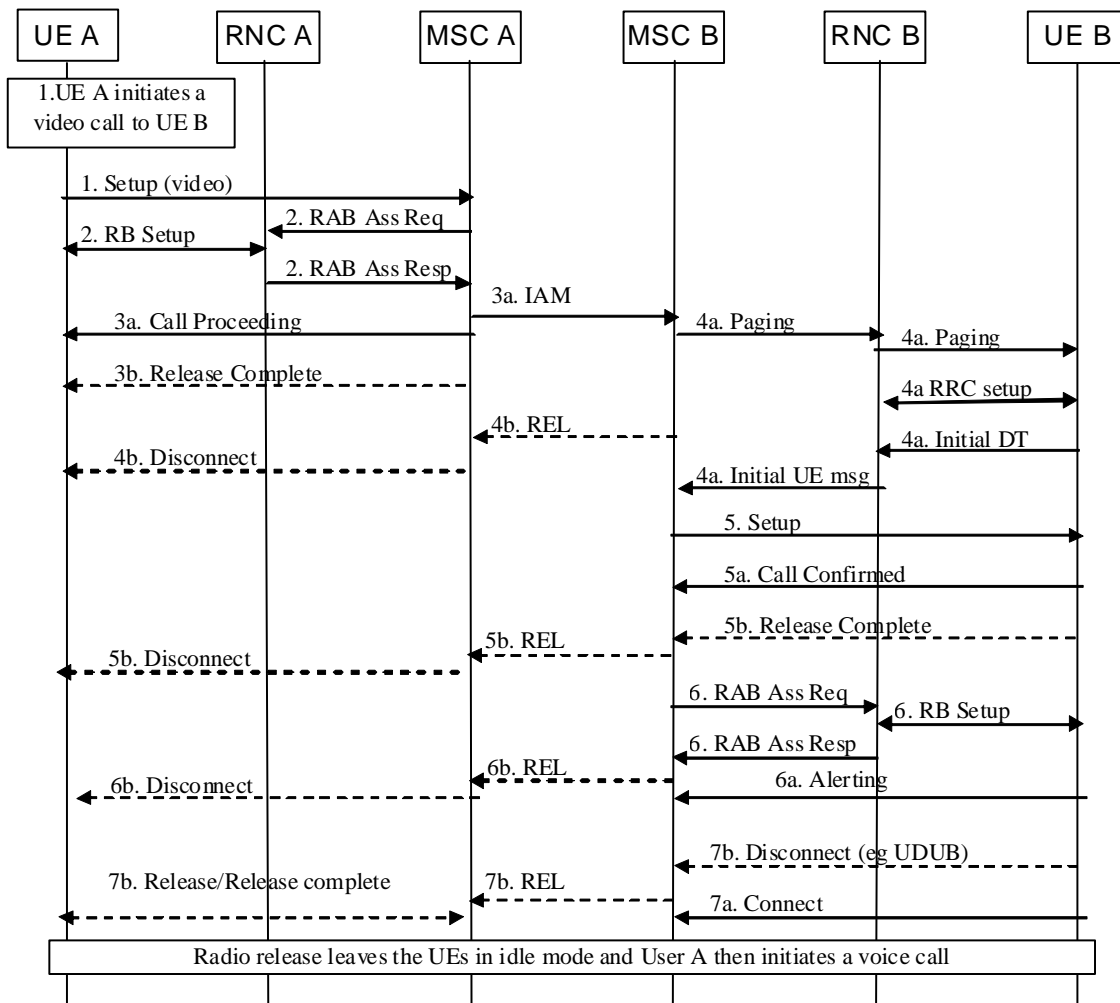 UE A
RNC A
MSC A
MSC B
RNC B
UE B
1.UE A initiates a
video call to UE B
1. Setup (video)
2. RAB Ass Req
2. RB Setup
2. RAB Ass Resp
3a. IAM
3a. Call Proceeding
4a. Paging
4a. Paging
3b. Release Complete
4a RRC setup
4b. REL
4a. Initial DT
4b. Disconnect
4a. Initial UE msg
5. Setup
5a. Call Confirmed
5b. Release Complete
5b. REL
5b. Disconnect
6. RAB Ass Req
6. RB Setup
6. RAB Ass Resp
6b. REL
6b. Disconnect
6a. Alerting
7b. Disconnect (eg UDUB)
7b. Release/Release complete
7b. REL
7a. Connect
Radio release leaves the UEs in idle mode and User A then initiates a voice call